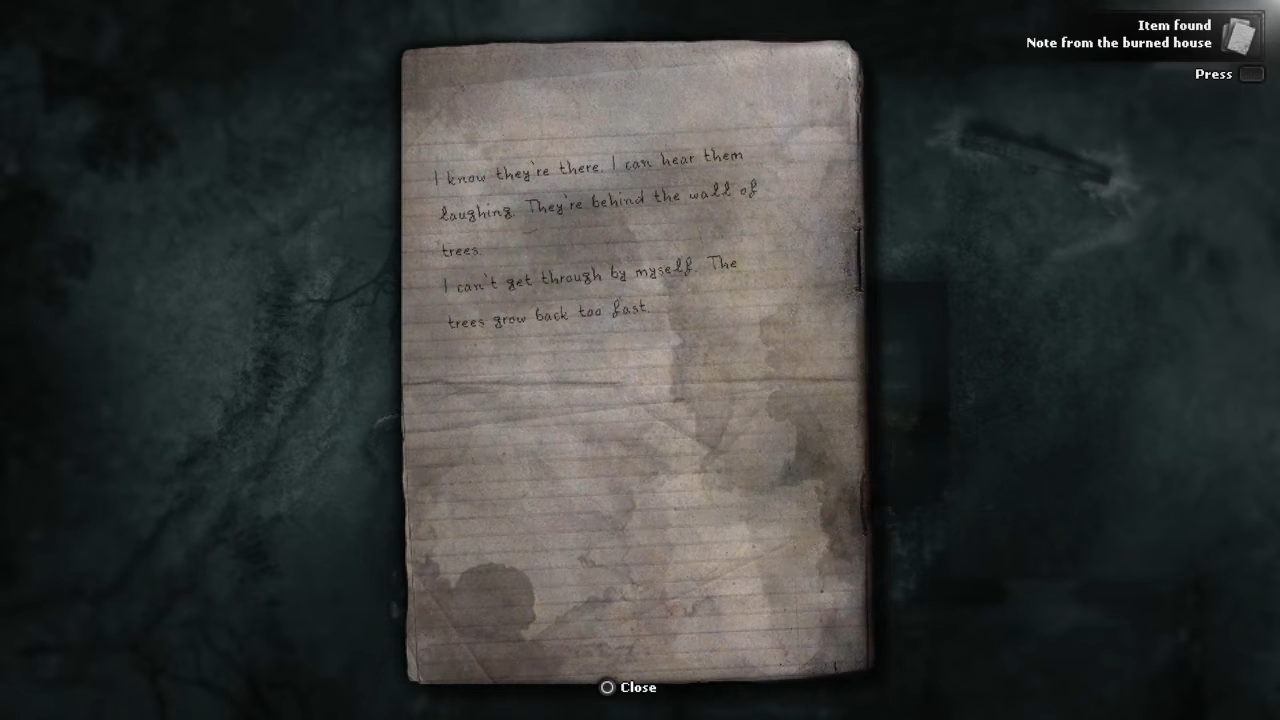 Item found
Note from the burned house
Press
I know they're there. I can hear them
laughing. They're behind the wall of
trees.
I can't get through by myself. The
trees grow back too fast.
Close